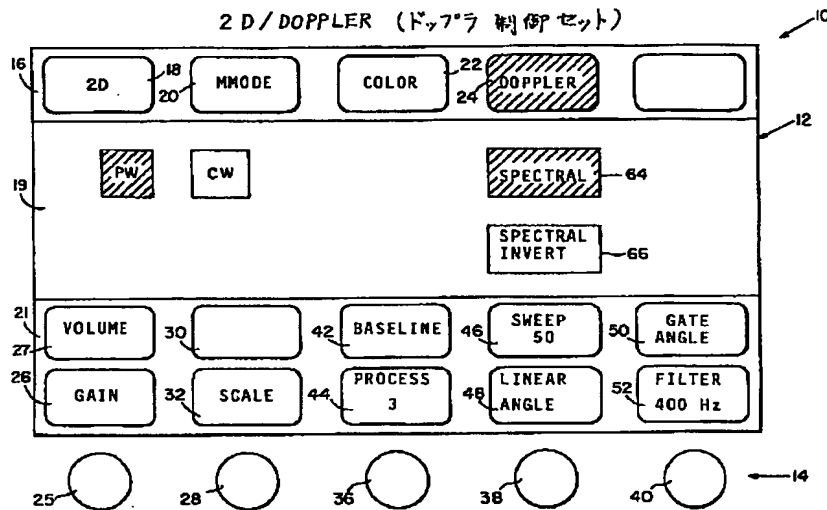 2D/DOPPLER (ドップラ 制御セット)
10
16
2D
18
20
MMODE
COLOR
22
24
DOPPLER
12
19
PW
CW
SPECTRAL
64
SPECTRAL
INVERT
66
21
27
VOLUME
30
42
BASELINE
46
SWEEP
50
50
GATE
ANGLE
26
GAIN
32
SCALE
44
PROCESS
3
48
LINEAR
ANGLE
52
FILTER
400 Hz
25
28
36
38
40
14